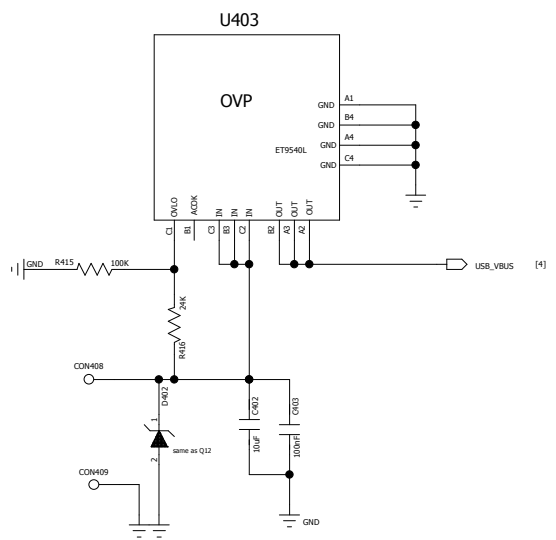 U403
OVP
ET9540L
GND A1
GND B4
GND A4
GND C4
OVLO
ACOK
IN
IN
IN
OUT
OUT
OUT
C1
B1
C3
B3
C2
B2
A3
A2
GND
R415
100K
USB_VBUS [4]
24K
R416
CON408
D402
1
2
same as Q12
C402
10uF
C403
100nF
CON409
GND